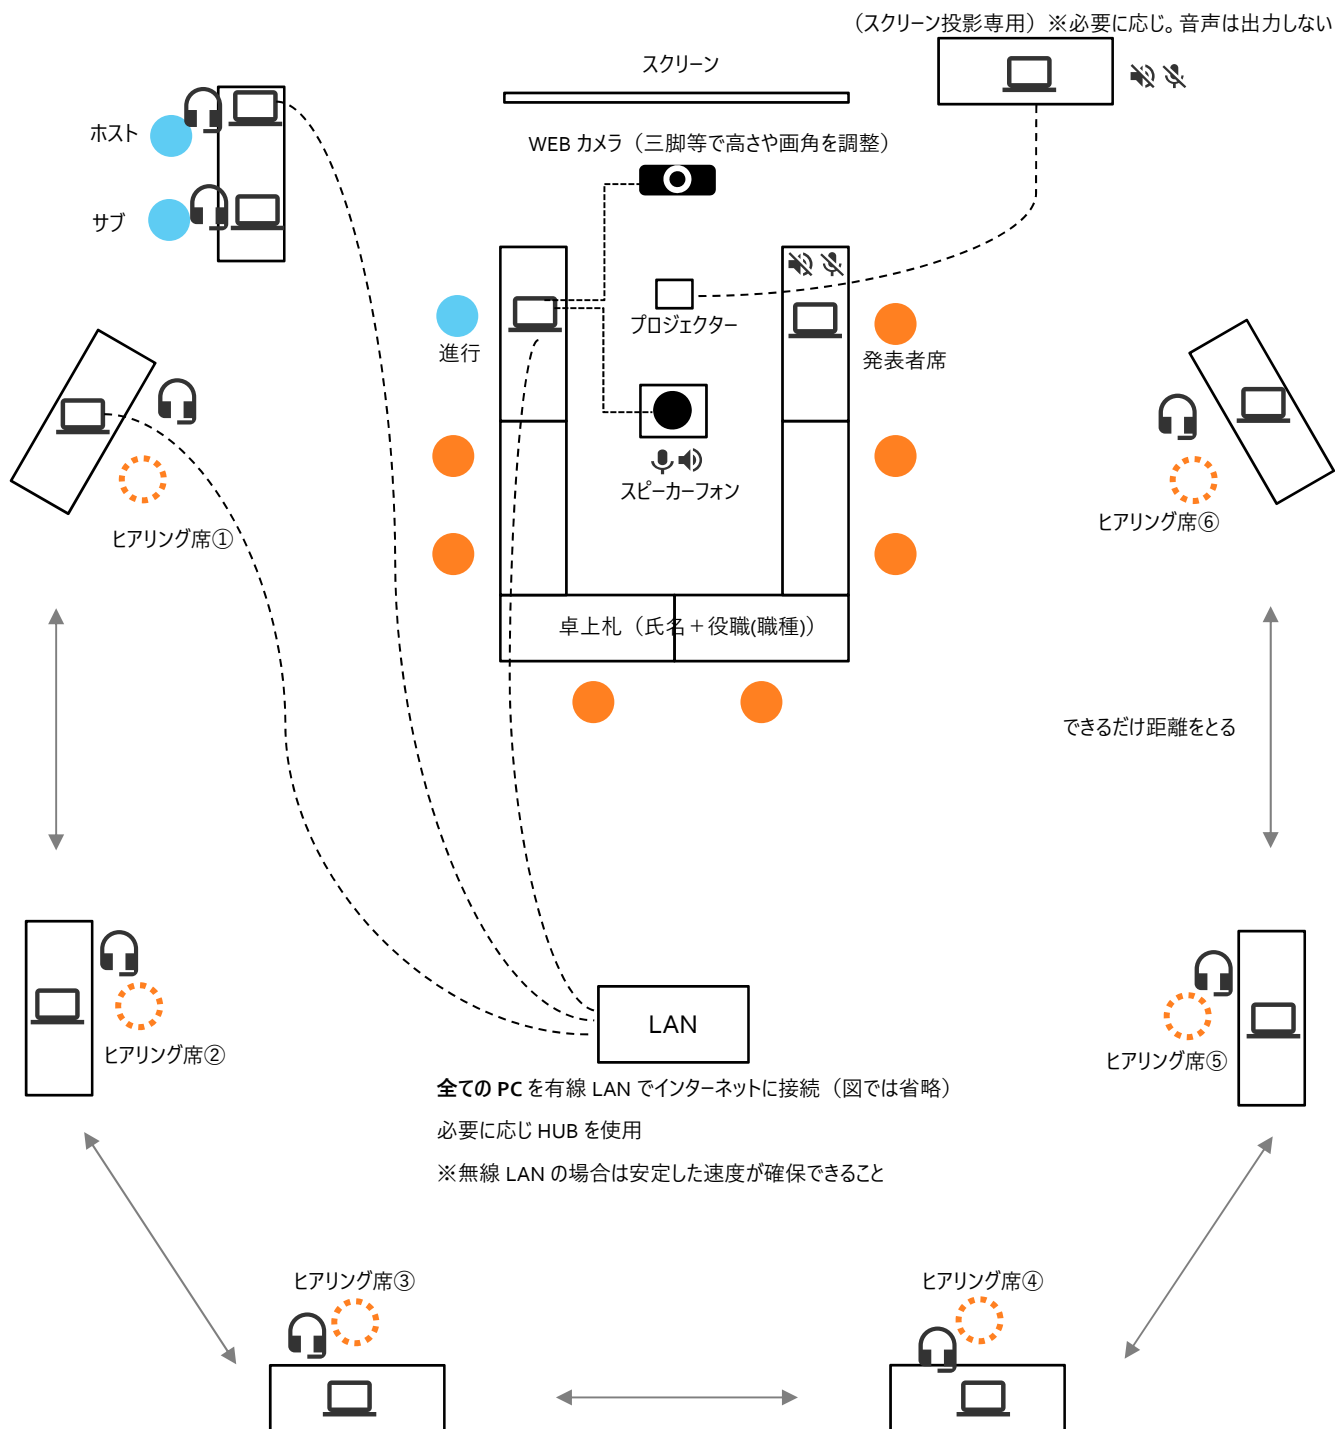 （スクリーン投影専用）※必要に応じ。音声は出力しない
スクリーン
WEB カメラ（三脚等で高さや画角を調整）
ホスト
サブ
プロジェクター
進行
発表者席
スピーカーフォン
ヒアリング席①
ヒアリング席⑥
卓上札（氏名＋役職(職種)）
できるだけ距離をとる
LAN
ヒアリング席②
ヒアリング席⑤
全ての PC を有線 LAN でインターネットに接続（図では省略）
必要に応じ HUB を使用
※無線 LAN の場合は安定した速度が確保できること
ヒアリング席③
ヒアリング席④